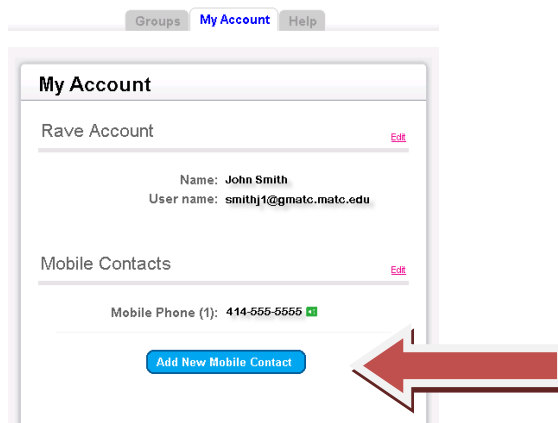 Groups My Account Help
My Account
Rave Account Edit
Name: John Smith
User name: smithj1@gmatc.matc.edu
Mobile Contacts Edit
Mobile Phone (1): 414-555-5555
Add New Mobile Contact